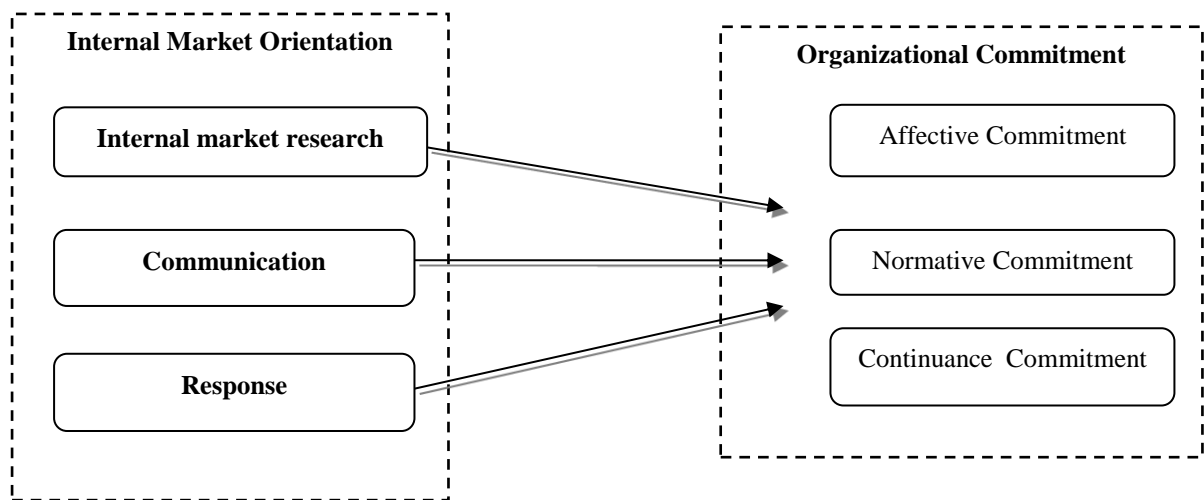 Internal Market Orientation
Internal market research
Communication
Response
Organizational Commitment
Affective Commitment
Normative Commitment
Continuance  Commitment